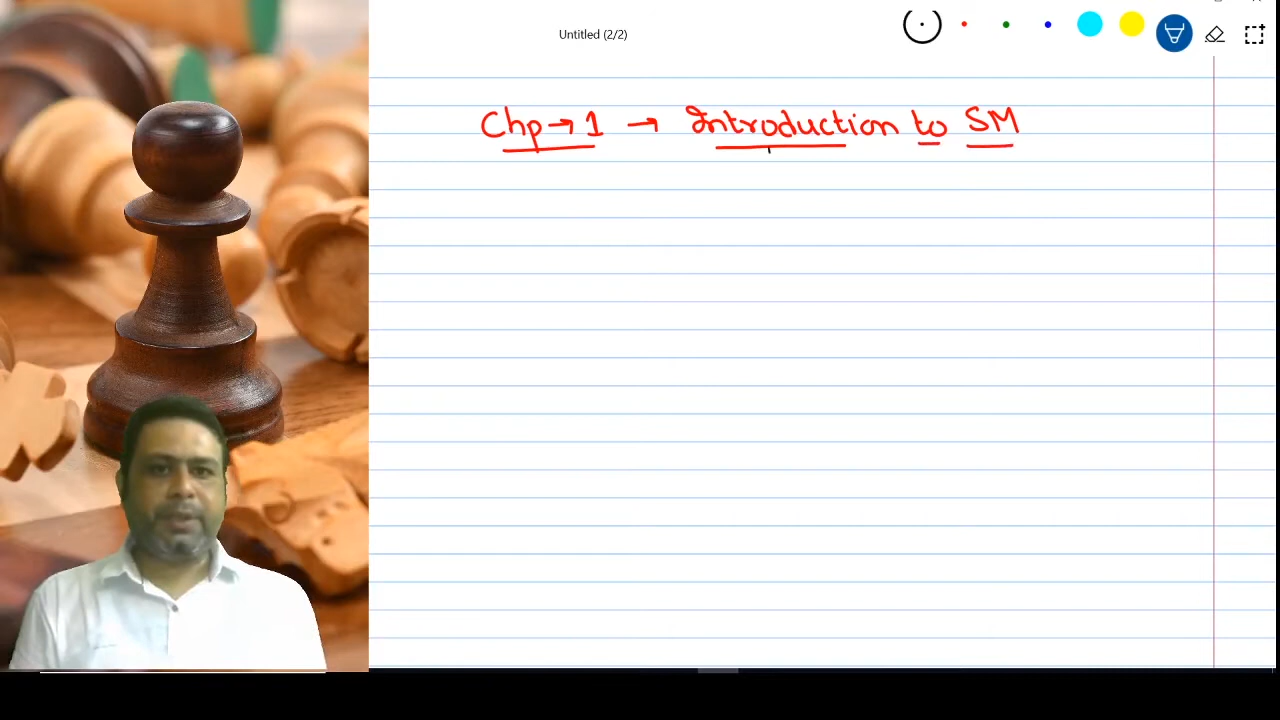 Untitled (2/2)
Chp → 1 → Introduction to SM